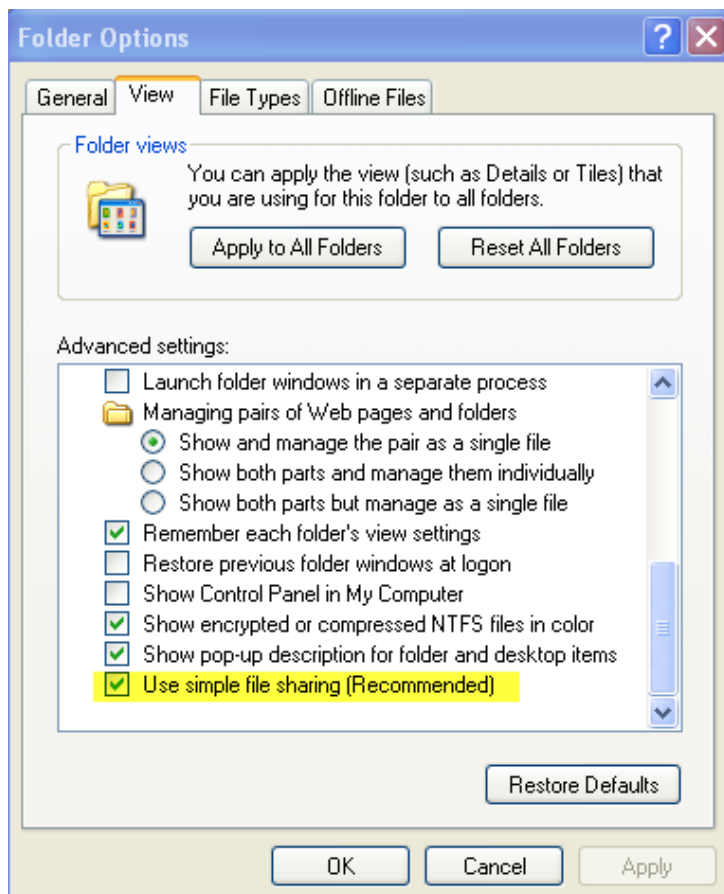 Folder Options
General View File Types Offline Files
Folder views
You can apply the view (such as Details or Tiles) that
you are using for this folder to all folders.
Apply to All Folders Reset All Folders
Advanced settings:
Launch folder windows in a separate process
Managing pairs of Web pages and folders
Show and manage the pair as a single file
Show both parts and manage them individually
Show both parts but manage as a single file
Remember each folder's view settings
Restore previous folder windows at logon
Show Control Panel in My Computer
Show encrypted or compressed NTFS files in color
Show pop-up description for folder and desktop items
Use simple file sharing (Recommended)
Restore Defaults
OK Cancel Apply